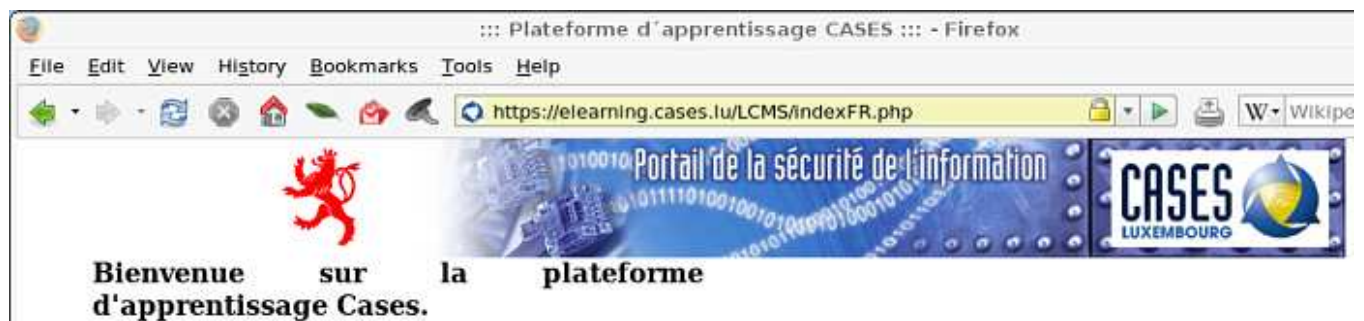 ::: Plateforme d´apprentissage CASES ::: - Firefox
File Edit View History Bookmarks Tools Help
https://elearning.cases.lu/LCMS/indexFR.php W Wikipe
Portail de la sécurité de l'information
CASES
LUXEMBOURG
Bienvenue sur la plateforme
d'apprentissage Cases.